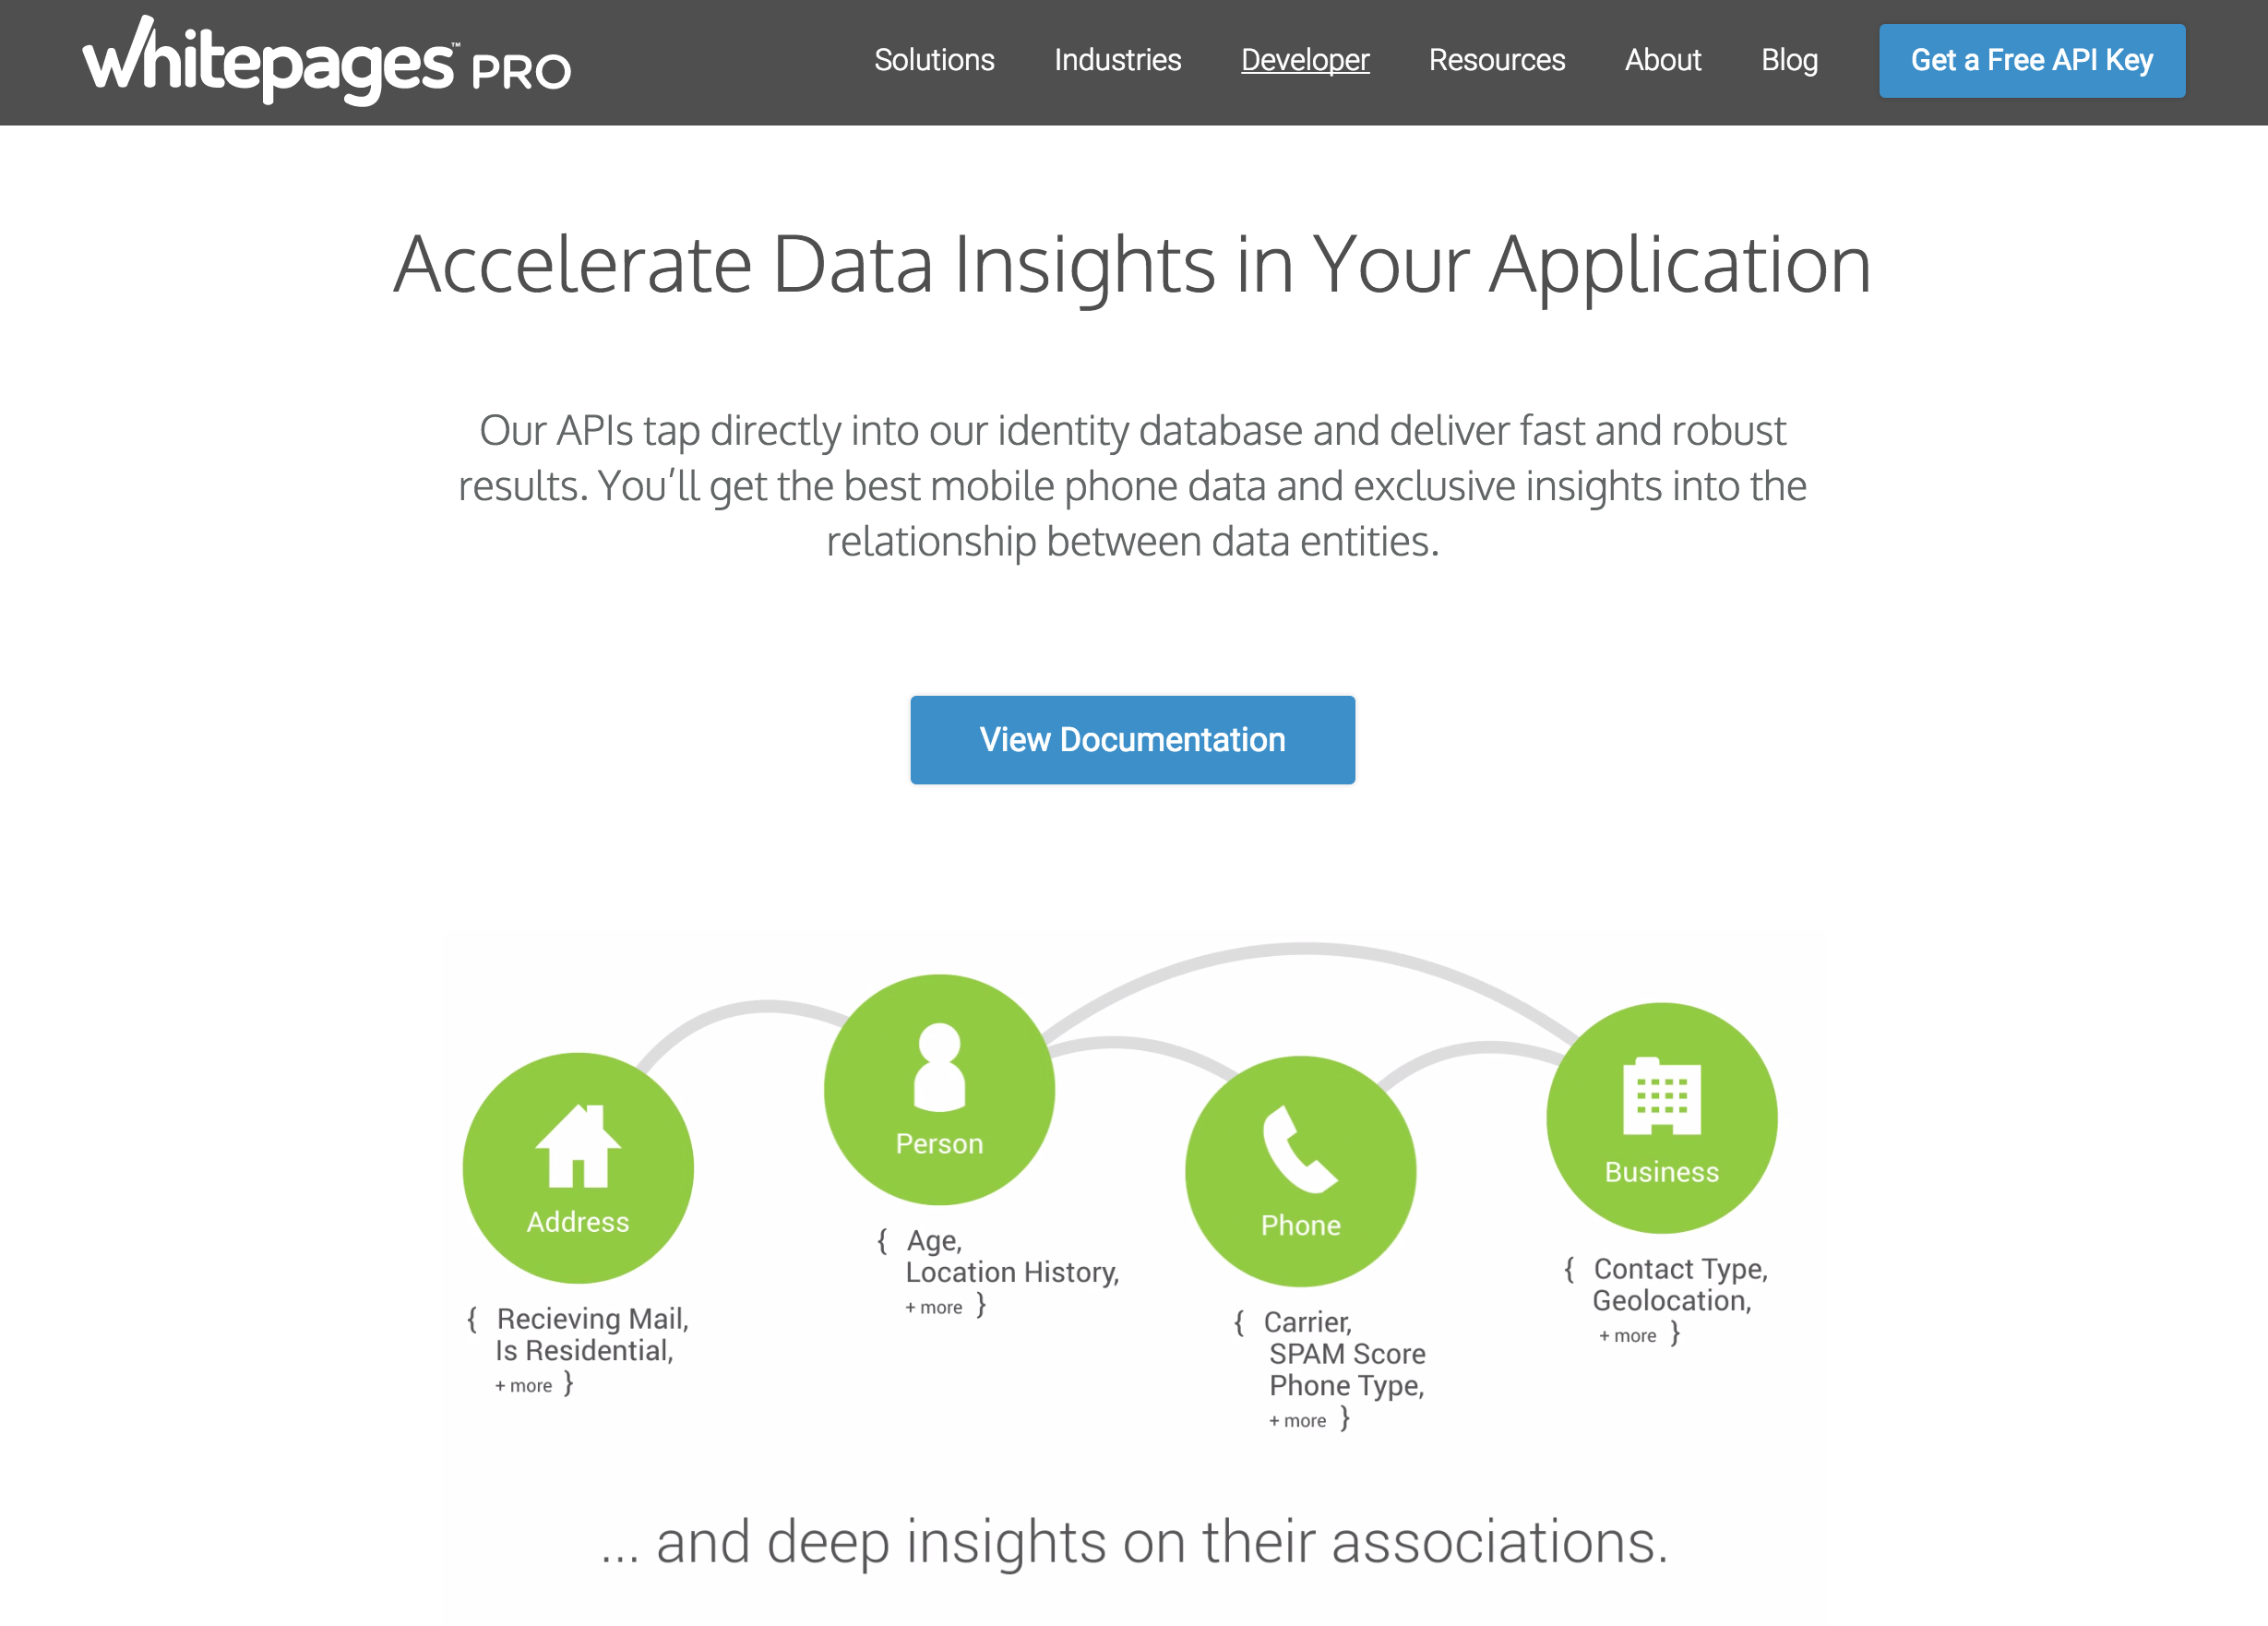 whitepages™ PRO
Solutions Industries Developer Resources About Blog Get a Free API Key
Accelerate Data Insights in Your Application
Our APIs tap directly into our identity database and deliver fast and robust
results. You'll get the best mobile phone data and exclusive insights into the
relationship between data entities.
View Documentation
Address
{ Recieving Mail,
Is Residential,
+ more }
Person
{ Age,
Location History,
+ more }
Phone
{ Carrier,
SPAM Score
Phone Type,
+ more }
Business
{ Contact Type,
Geolocation,
+ more }
... and deep insights on their associations.